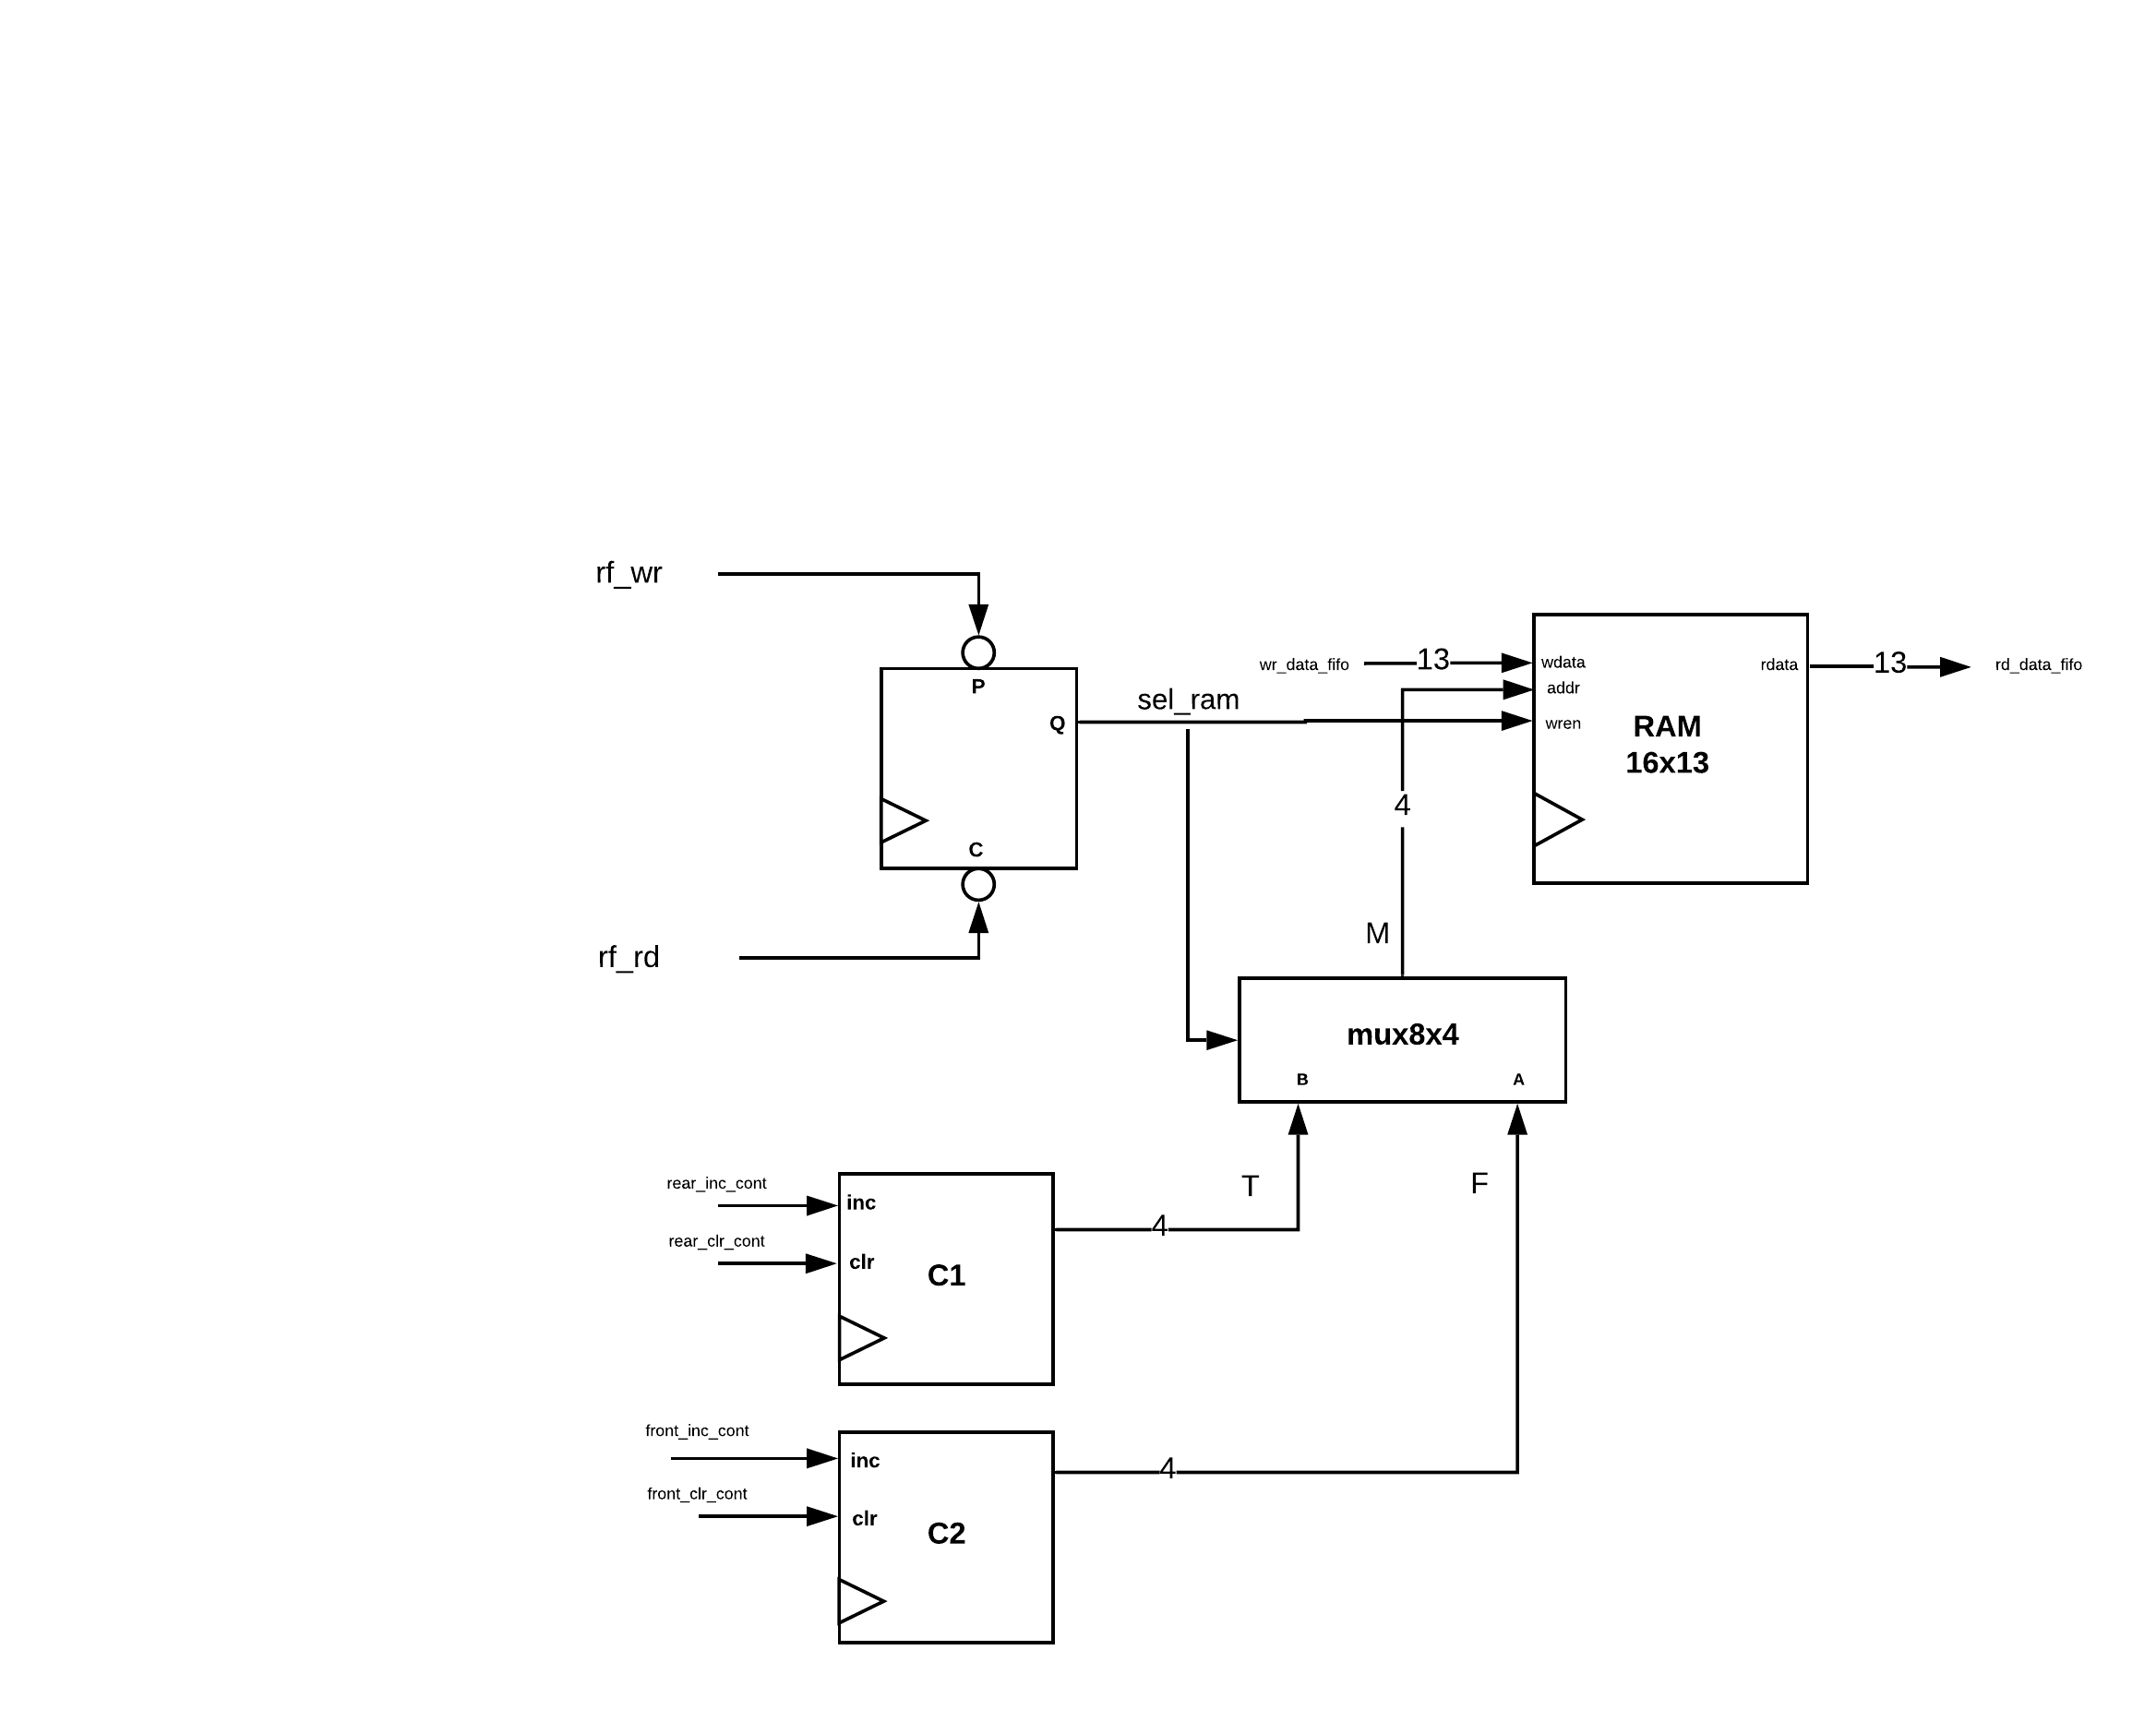 rf_wr
P
Q
C
rf_rd
sel_ram
wr_data_fifo
13
wdata
addr
wren
RAM
16x13
rdata
13
rd_data_fifo
4
M
mux8x4
B
A
T
F
rear_inc_cont
inc
rear_clr_cont
clr
C1
4
front_inc_cont
inc
front_clr_cont
clr
C2
4